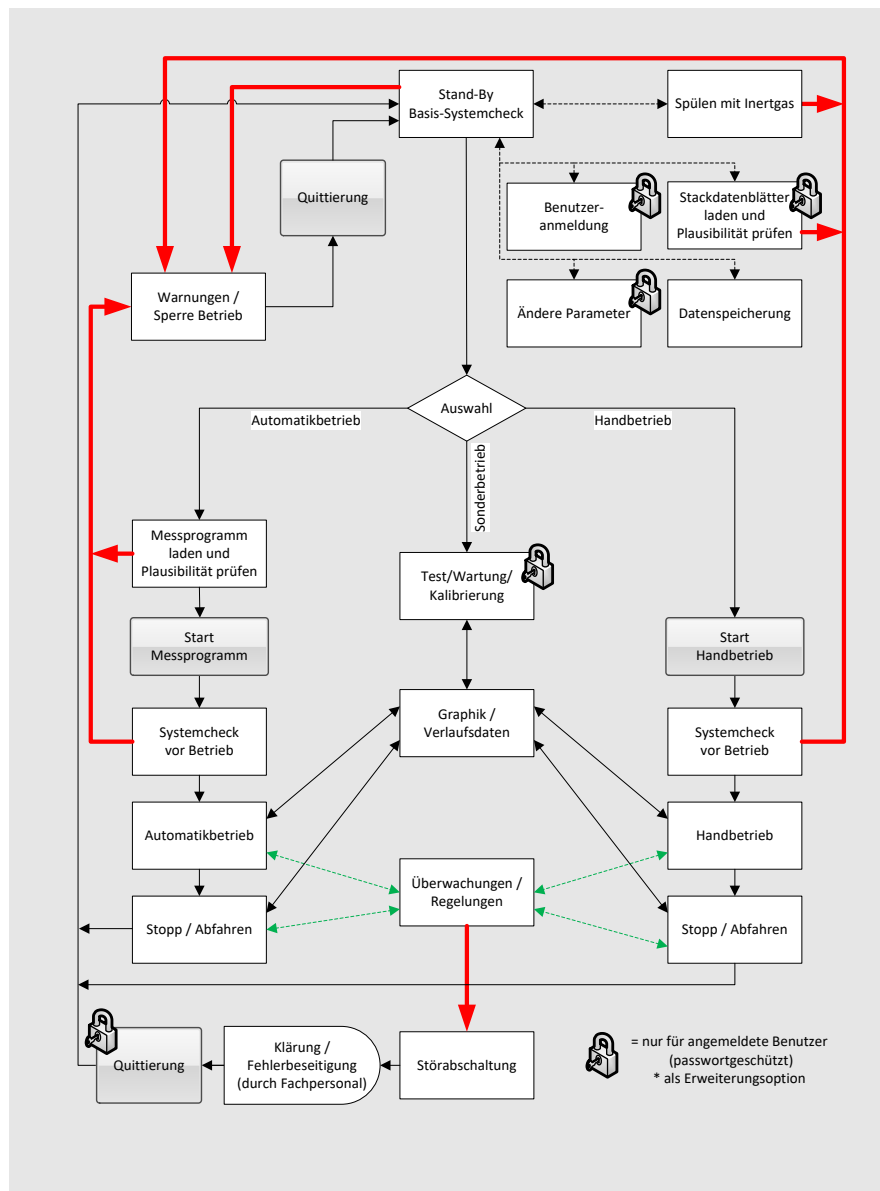 Stand-By
Basis-Systemcheck
Spülen mit Inertgas
Quittierung
Benutzer-
anmeldung
Stackdatenblätter
laden und
Plausibilität prüfen
Warnungen /
Sperre Betrieb
Ändere Parameter
Datenspeicherung
Auswahl
Automatikbetrieb
Handbetrieb
Sonderbetrieb
Messprogramm
laden und
Plausibilität prüfen
Test/Wartung/
Kalibrierung
Start
Messprogramm
Start
Handbetrieb
Graphik /
Verlaufsdaten
Systemcheck
vor Betrieb
Systemcheck
vor Betrieb
Automatikbetrieb
Handbetrieb
Überwachungen /
Regelungen
Stopp / Abfahren
Stopp / Abfahren
Quittierung
Klärung /
Fehlerbeseitigung
(durch Fachpersonal)
Störabschaltung
= nur für angemeldete Benutzer
(passwortgeschützt)
* als Erweiterungsoption